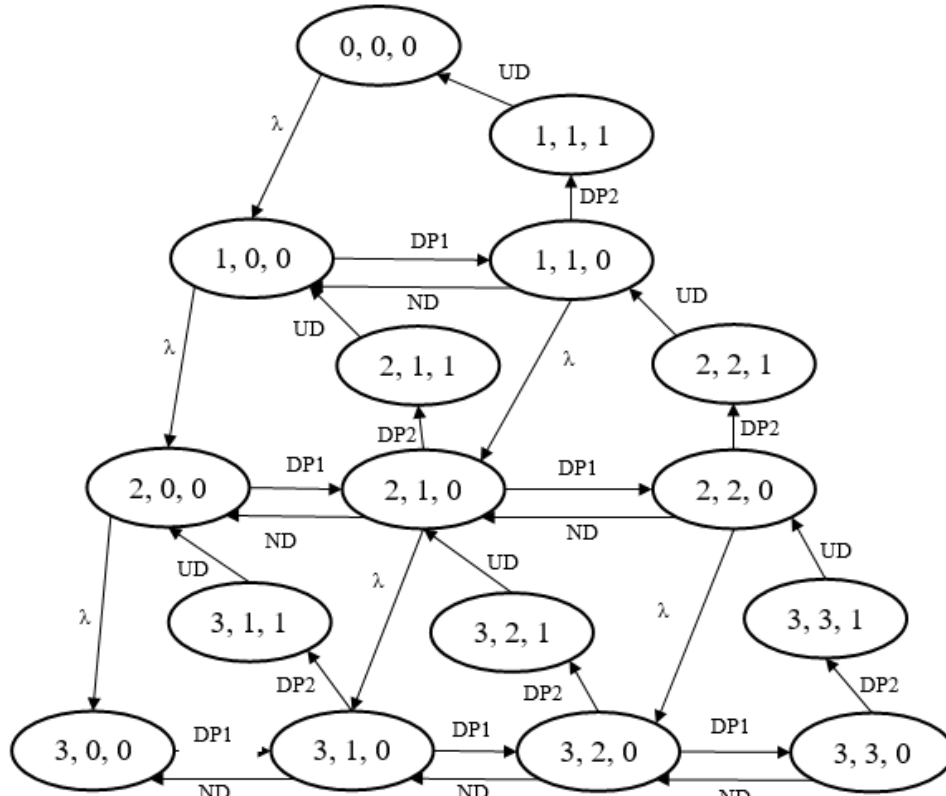 0, 0, 0
UD
λ
1, 1, 1
DP2
1, 0, 0
DP1
1, 1, 0
ND
UD
UD
λ
2, 1, 1
λ
2, 2, 1
DP2
DP2
2, 0, 0
DP1
2, 1, 0
DP1
2, 2, 0
ND
ND
UD
λ
UD
UD
λ
3, 1, 1
3, 2, 1
λ
3, 3, 1
DP2
DP2
DP2
3, 0, 0
DP1
3, 1, 0
DP1
3, 2, 0
DP1
3, 3, 0
ND
ND
ND